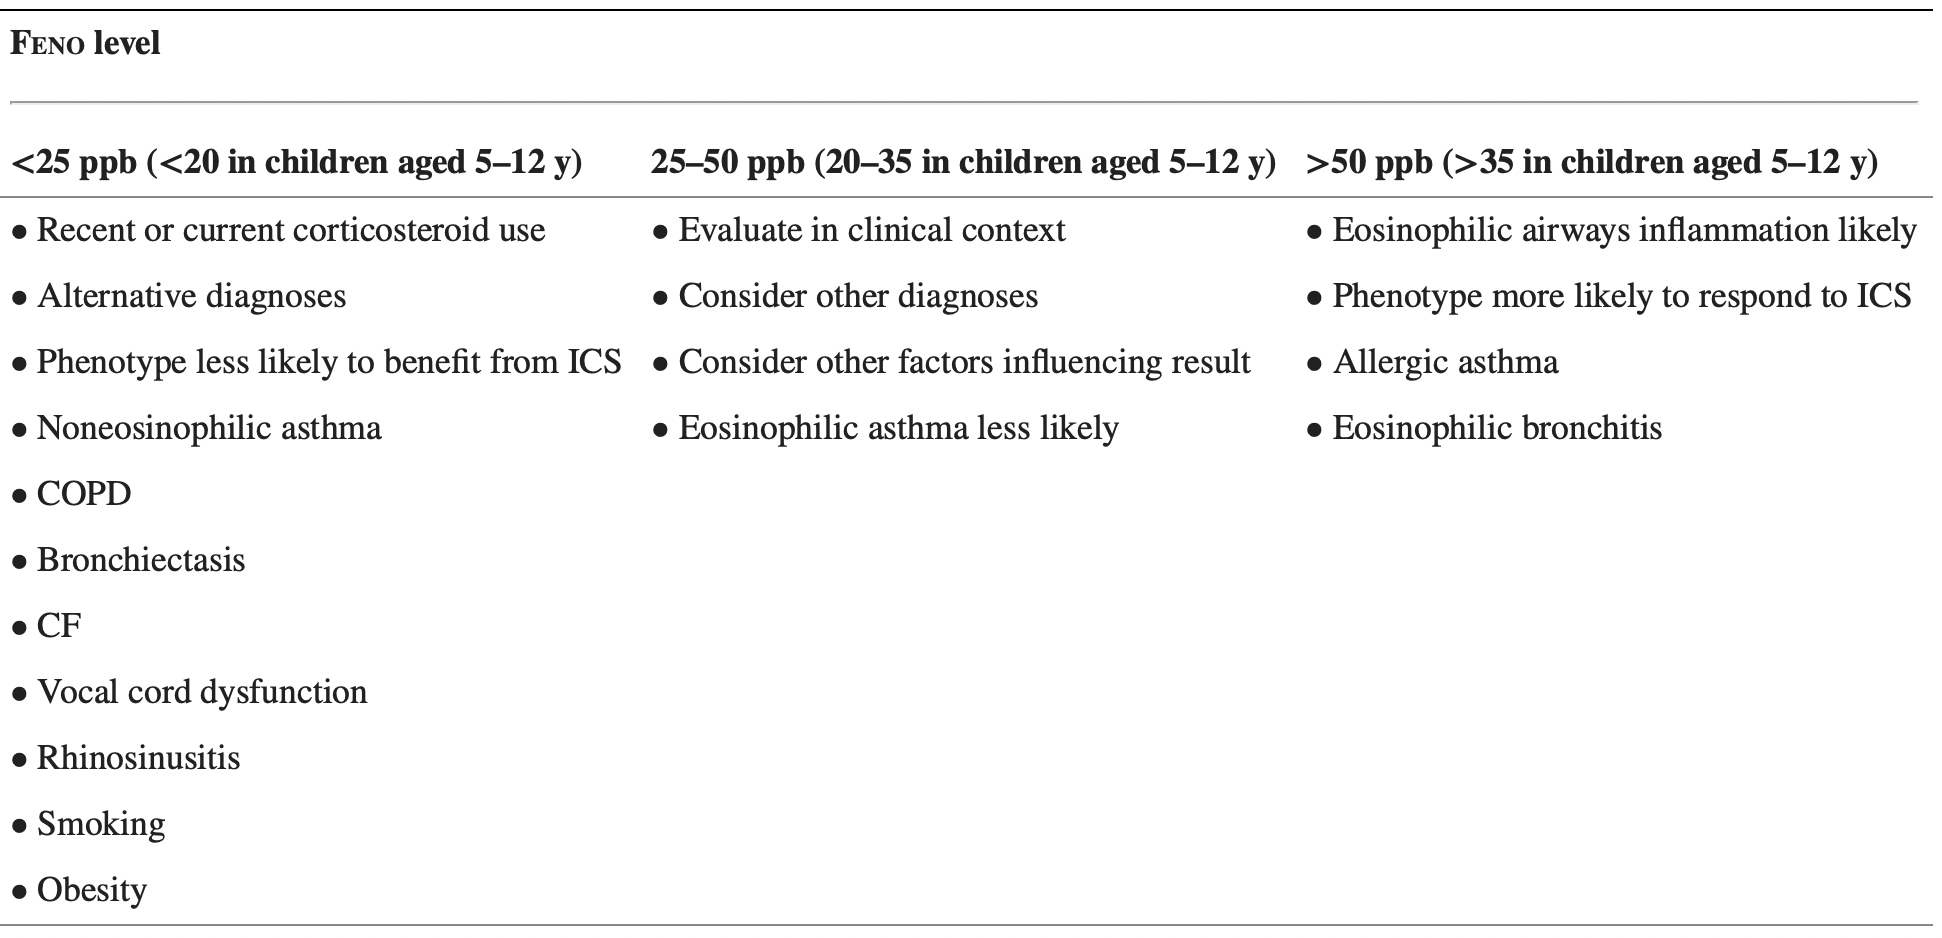 FENO level
<25 ppb (<20 in children aged 5–12 y) 25–50 ppb (20–35 in children aged 5–12 y) >50 ppb (>35 in children aged 5–12 y)
• Recent or current corticosteroid use • Evaluate in clinical context • Eosinophilic airways inflammation likely
• Alternative diagnoses • Consider other diagnoses • Phenotype more likely to respond to ICS
• Phenotype less likely to benefit from ICS • Consider other factors influencing result • Allergic asthma
• Noneosinophilic asthma • Eosinophilic asthma less likely • Eosinophilic bronchitis
• COPD
• Bronchiectasis
• CF
• Vocal cord dysfunction
• Rhinosinusitis
• Smoking
• Obesity